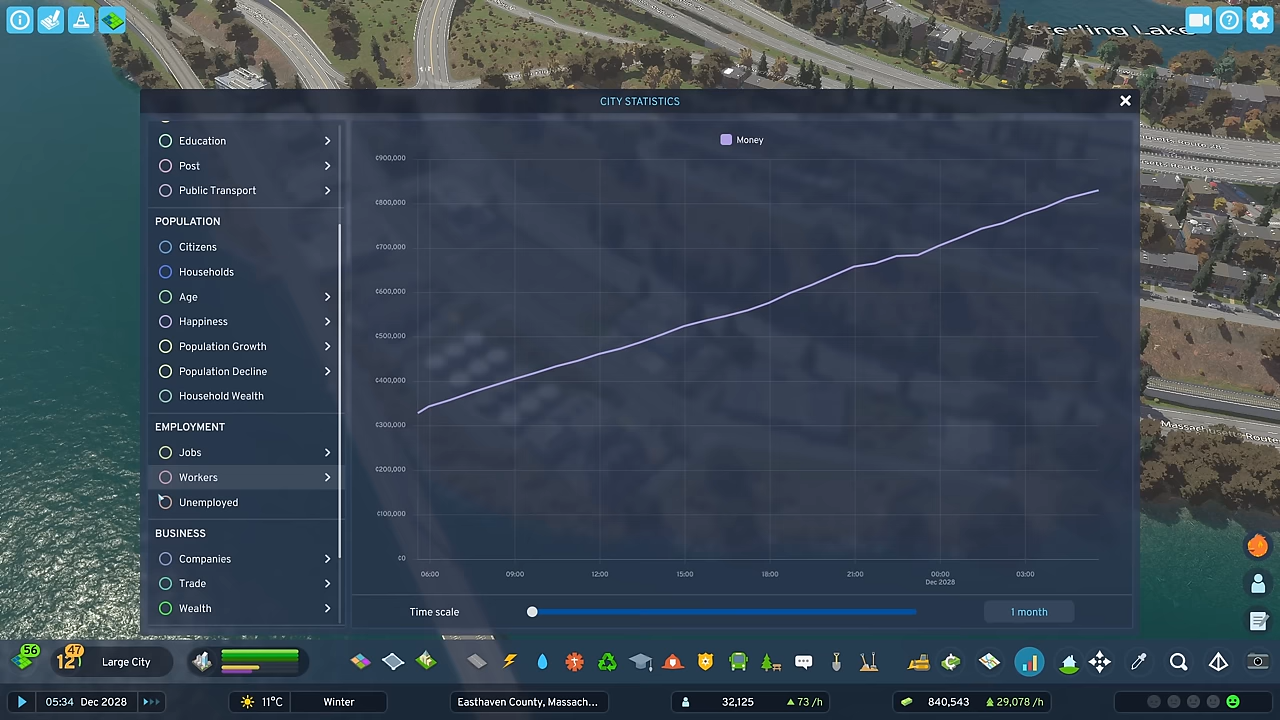 Sterling Lake
CITY STATISTICS
Education
Post
Public Transport
POPULATION
Citizens
Households
Age
Happiness
Population Growth
Population Decline
Household Wealth
EMPLOYMENT
Jobs
Workers
Unemployed
BUSINESS
Companies
Trade
Wealth
Money
¢900,000
¢800,000
¢700,000
¢600,000
¢500,000
¢400,000
¢300,000
¢200,000
¢100,000
¢0
06:00
09:00
12:00
15:00
18:00
21:00
00:00
03:00
Dec 2028
Time scale
1 month
Massachusetts Route
56
47
12
Large City
05:34 Dec 2028
11°C
Winter
Easthaven County, Massach...
32,125
73 /h
840,543
29,078 /h